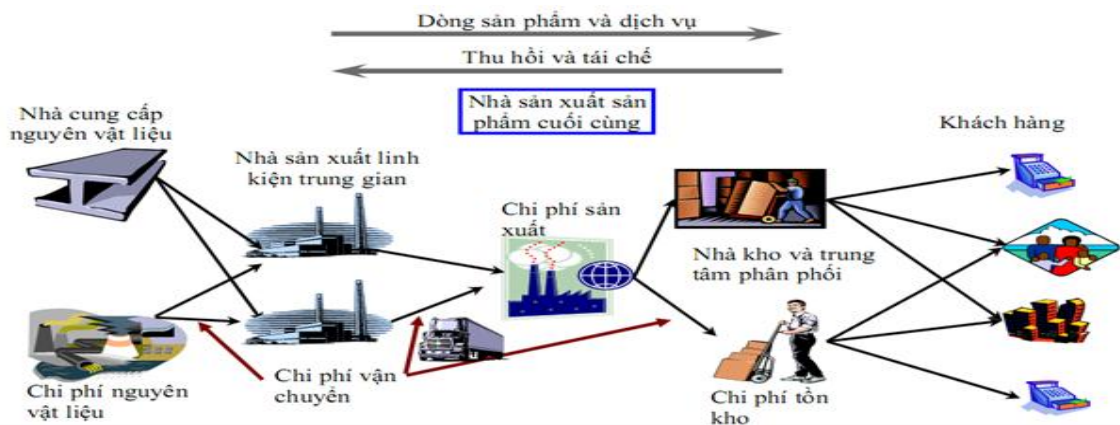 Dòng sản phẩm và dịch vụ
Thu hồi và tái chế
Nhà sản xuất sản
phẩm cuối cùng
Nhà cung cấp
nguyên vật liệu
Khách hàng
Nhà sản xuất linh
kiện trung gian
Chi phí sản
xuất
Nhà kho và trung
tâm phân phối
Chi phí nguyên
vật liệu
Chi phí vận
chuyển
Chi phí tồn
kho